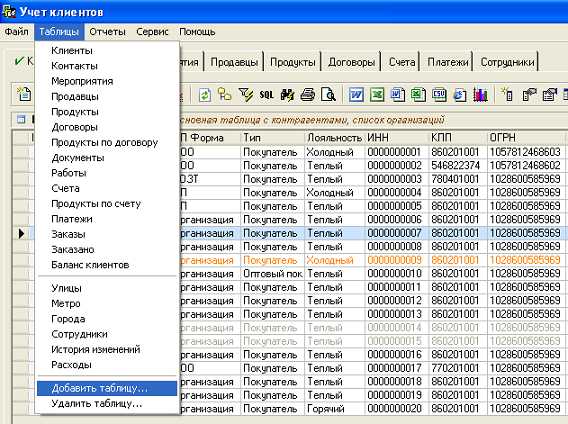 Учет клиентов
Файл Таблицы Отчеты Сервис Помощь
Продавцы Продукты Договоры Счета Платежи Сотрудники
SQL
сновная таблица с контрагентами, список организаций
Клиенты
Контакты
Мероприятия
Продавцы
Продукты
Договоры
Продукты по договору
Документы
Работы
Счета
Продукты по счету
Платежи
Заказы
Заказано
Баланс клиентов
Улицы
Метро
Города
Сотрудники
История изменений
Расходы
Добавить таблицу...
Удалить таблицу...
П Форма Тип Лояльность ИНН КПП ОГРН
ОО Покупатель Холодный 0000000001 860201001 1057812468603
ОО Покупатель Теплый 0000000002 546822374 1057812468602
ОЗТ Покупатель Теплый 0000000003 780401001 1028600585969
П Покупатель Холодный 0000000004 860201001 1028600585969
П Покупатель Теплый 0000000005 860201001 1028600585969
рганизация Покупатель Теплый 0000000006 860201001 1028600585969
рганизация Покупатель Теплый 0000000007 860201001 1028600585969
рганизация Покупатель Теплый 0000000008 860201001 1028600585969
рганизация Покупатель Холодный 0000000009 860201001 1028600585969
рганизация Оптовый пок Теплый 0000000010 860201001 1028600585969
рганизация Покупатель Теплый 0000000011 860201001 1028600585969
рганизация Покупатель Теплый 0000000012 860201001 1028600585969
рганизация Покупатель Теплый 0000000013 860201001 1028600585969
рганизация Покупатель Теплый 0000000014 860201001 1028600585969
рганизация Покупатель Теплый 0000000015 860201001 1028600585969
рганизация Покупатель Теплый 0000000016 860201001 1028600585969
ОО Покупатель Теплый 0000000017 770201001 1028600585969
рганизация Покупатель Теплый 0000000018 860201001 1028600585969
рганизация Покупатель Теплый 0000000019 860201001 1028600585969
рганизация Покупатель Горячий 0000000020 860201001 1028600585969